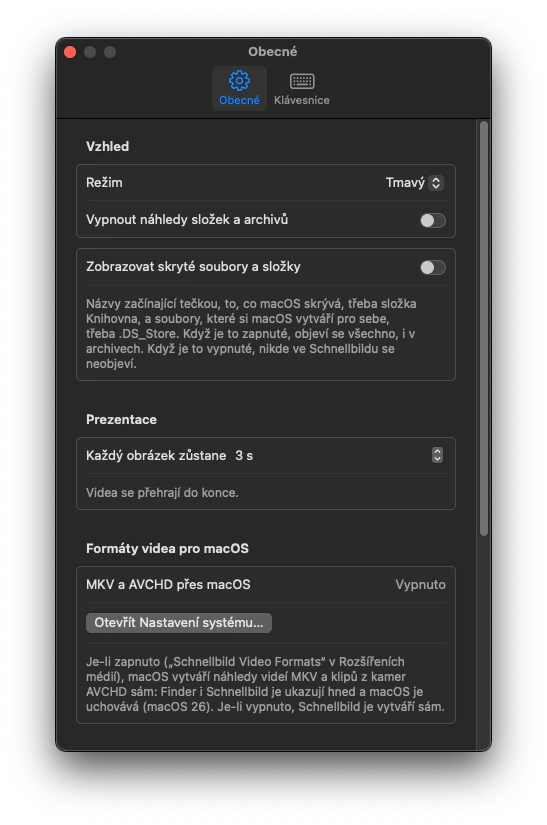 Obecné
Obecné
Klávesnice
Vzhled
Režim
Tmavý
Vypnout náhledy složek a archivů
Zobrazovat skryté soubory a složky
Názvy začínající tečkou, to, co macOS skrývá, třeba složka
Knihovna, a soubory, které si macOS vytváří pro sebe,
třeba .DS_Store. Když je to zapnuté, objeví se všechno, i v
archivech. Když je to vypnuté, nikde ve Schnellbildu se
neobjeví.
Prezentace
Každý obrázek zůstane 3 s
Videa se přehrají do konce.
Formáty videa pro macOS
MKV a AVCHD přes macOS
Vypnuto
Otevřít Nastavení systému...
Je-li zapnuto („Schnellbild Video Formats“ v Rozšířeních
médií), macOS vytváří náhledy videí MKV a klipů z kamer
AVCHD sám: Finder i Schnellbild je ukazují hned a macOS je
uchovává (macOS 26). Je-li vypnuto, Schnellbild je vytváří sám.